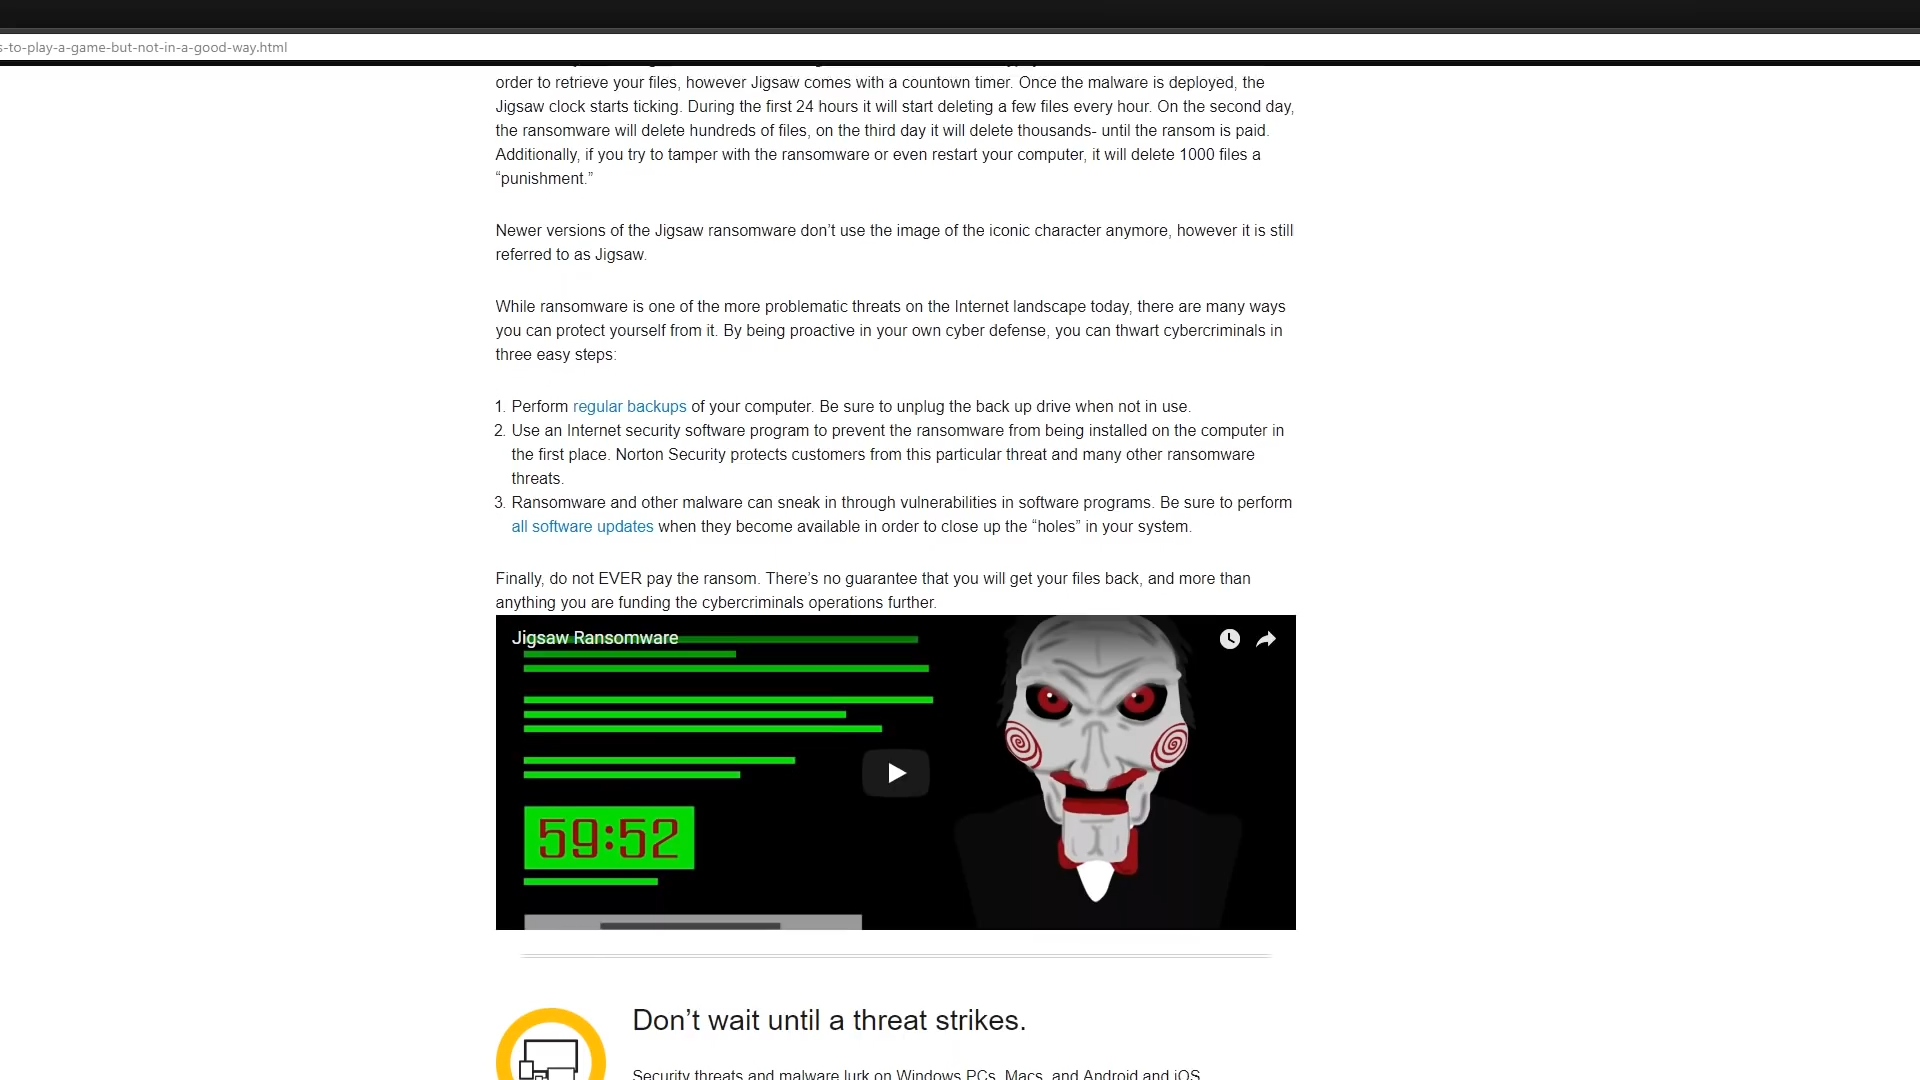 s-to-play-a-game-but-not-in-a-good-way.html
order to retrieve your files, however Jigsaw comes with a countown timer. Once the malware is deployed, the
Jigsaw clock starts ticking. During the first 24 hours it will start deleting a few files every hour. On the second day,
the ransomware will delete hundreds of files, on the third day it will delete thousands- until the ransom is paid.
Additionally, if you try to tamper with the ransomware or even restart your computer, it will delete 1000 files a
“punishment.”
Newer versions of the Jigsaw ransomware don’t use the image of the iconic character anymore, however it is still
referred to as Jigsaw.
While ransomware is one of the more problematic threats on the Internet landscape today, there are many ways
you can protect yourself from it. By being proactive in your own cyber defense, you can thwart cybercriminals in
three easy steps:
1. Perform regular backups of your computer. Be sure to unplug the back up drive when not in use.
2. Use an Internet security software program to prevent the ransomware from being installed on the computer in
the first place. Norton Security protects customers from this particular threat and many other ransomware
threats.
3. Ransomware and other malware can sneak in through vulnerabilities in software programs. Be sure to perform
all software updates when they become available in order to close up the “holes” in your system.
Finally, do not EVER pay the ransom. There’s no guarantee that you will get your files back, and more than
anything you are funding the cybercriminals operations further.
Jigsaw Ransomware
59:52
Don’t wait until a threat strikes.
Security threats and malware lurk on Windows PCs, Macs, and Android and iOS